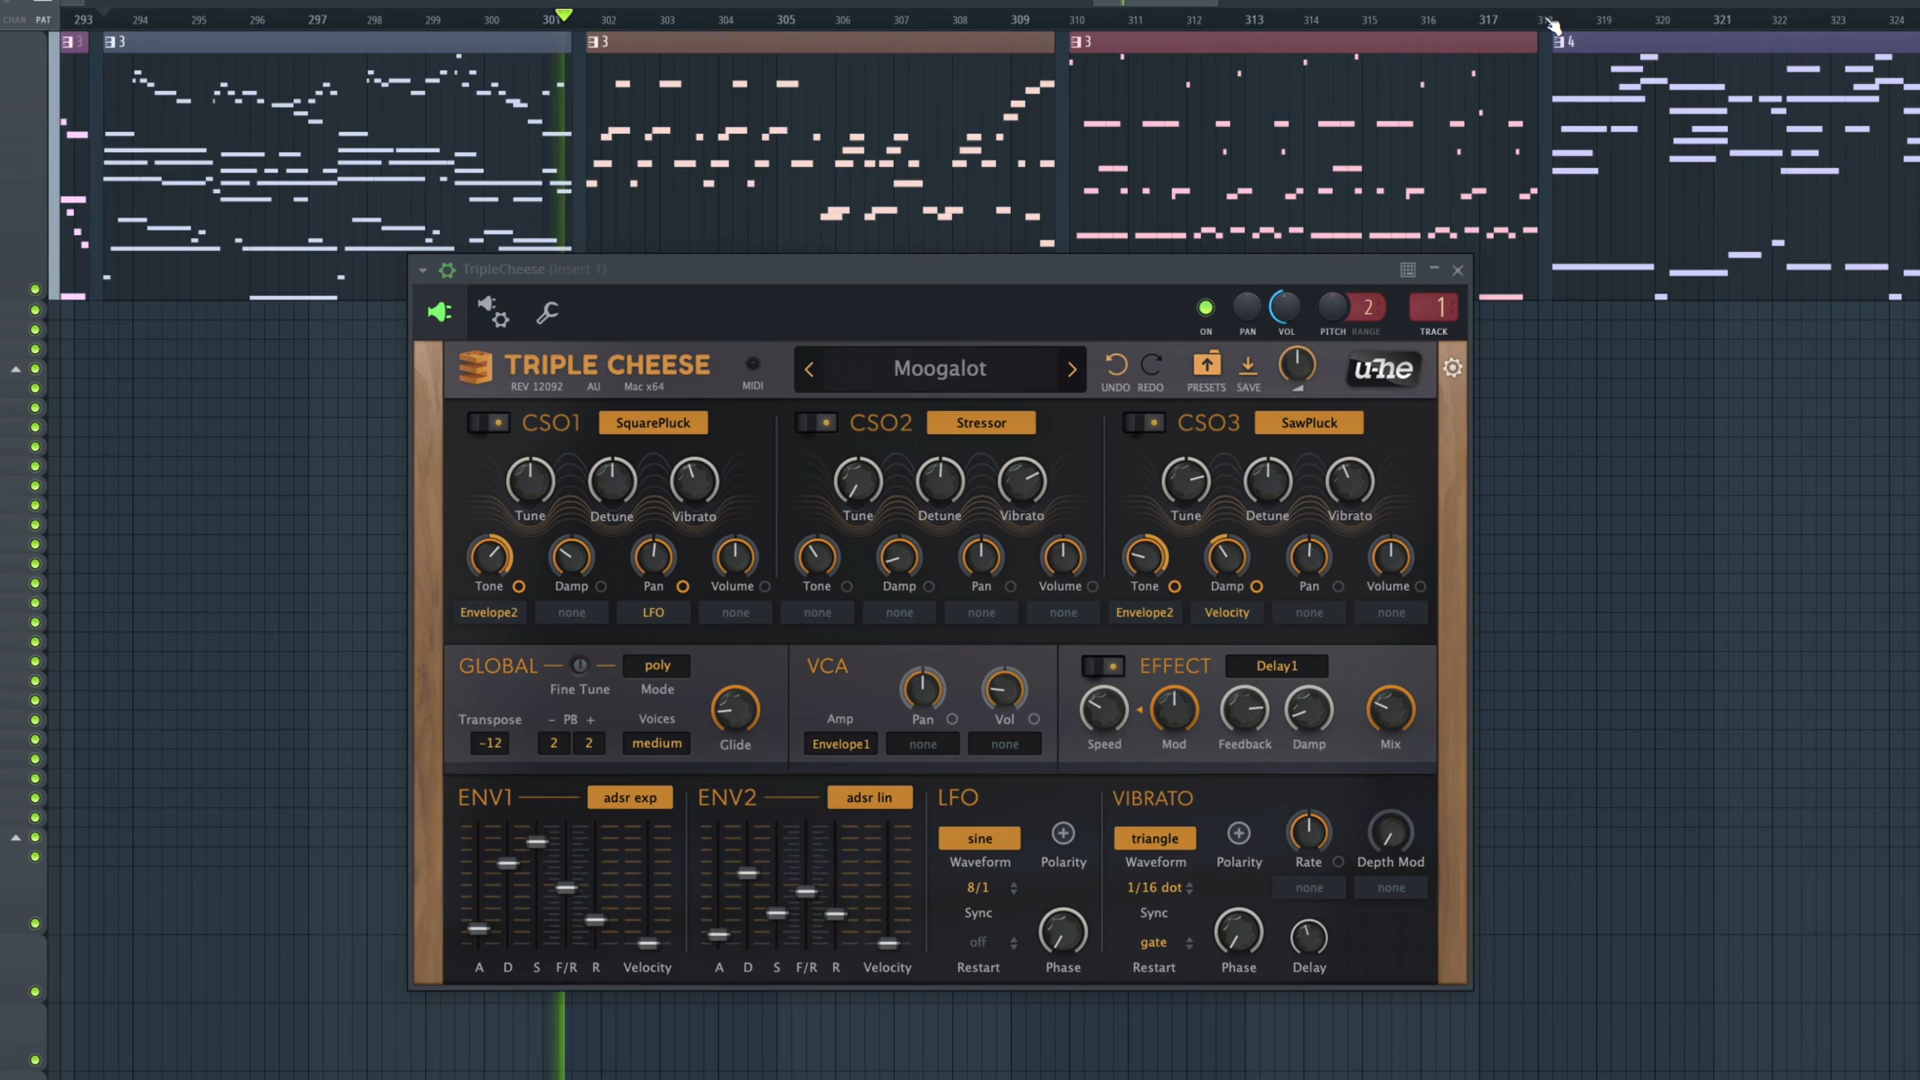 CHAN PAT 293 294 295 296 297 298 299 300 301 302 303 304 305 306 307 308 309 310 311 312 313 314 315 316 317 319 320 321 322 323 324
3 3 3 3 4
TripleCheese (Insert 1)
2 1
ON PAN VOL PITCH RANGE TRACK
TRIPLE CHEESE
REV 12092 AU Mac x64
MIDI
Moogalot
UNDO REDO PRESETS SAVE
u-he
CSO1 SquarePluck CSO2 Stressor CSO3 SawPluck
Tune Detune Vibrato Tune Detune Vibrato Tune Detune Vibrato
Tone Damp Pan Volume Tone Damp Pan Volume Tone Damp Pan Volume
Envelope2 none LFO none none none none none Envelope2 Velocity none none
GLOBAL poly VCA EFFECT Delay1
Fine Tune Mode
Transpose - PB + Voices Amp Pan Vol
-12 2 2 medium Glide Envelope1 none none Speed Mod Feedback Damp Mix
ENV1 adsr exp ENV2 adsr lin LFO VIBRATO
sine triangle
Waveform Polarity Waveform Polarity Rate Depth Mod
8/1 1/16 dot none none
Sync Sync
off gate
A D S F/R R Velocity A D S F/R R Velocity Restart Phase Restart Phase Delay